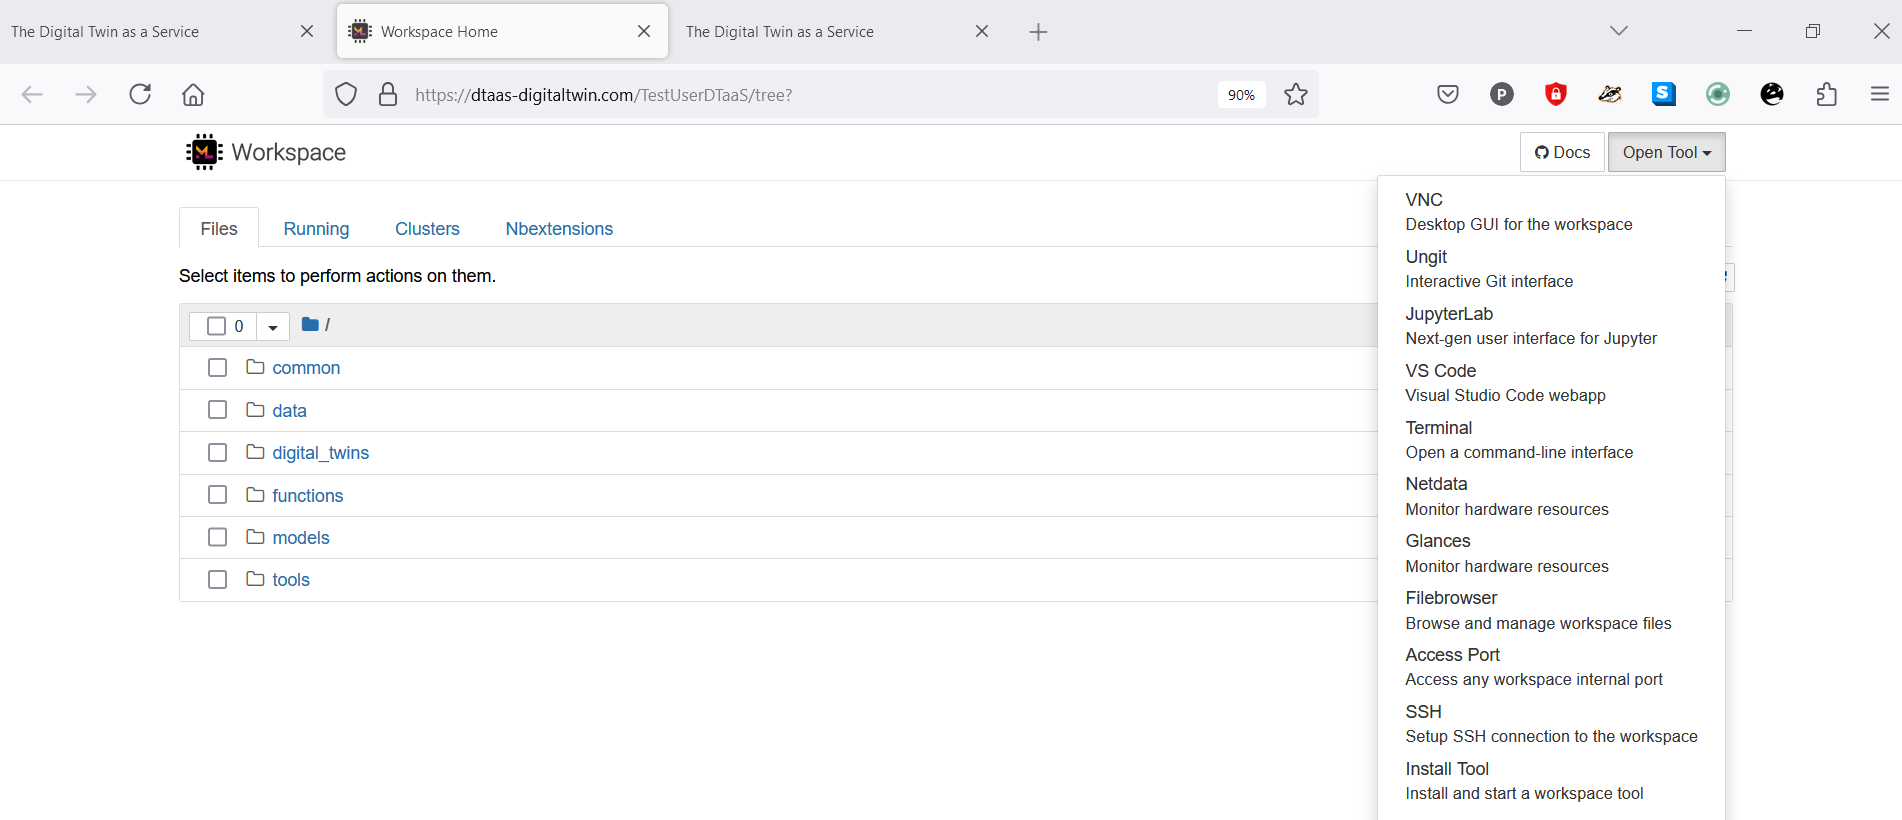 The Digital Twin as a Service
Workspace Home
The Digital Twin as a Service
https://dtaas-digitaltwin.com/TestUserDTaaS/tree?
90%
P
S
ML
Workspace
Docs
Open Tool
Files
Running
Clusters
Nbextensions
Select items to perform actions on them.
0
/
common
data
digital_twins
functions
models
tools
VNC
Desktop GUI for the workspace
Ungit
Interactive Git interface
JupyterLab
Next-gen user interface for Jupyter
VS Code
Visual Studio Code webapp
Terminal
Open a command-line interface
Netdata
Monitor hardware resources
Glances
Monitor hardware resources
Filebrowser
Browse and manage workspace files
Access Port
Access any workspace internal port
SSH
Setup SSH connection to the workspace
Install Tool
Install and start a workspace tool